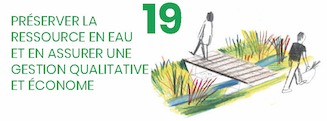 19
PRÉSERVER LA
RESSOURCE EN EAU
ET EN ASSURER UNE
GESTION QUALITATIVE
ET ÉCONOME